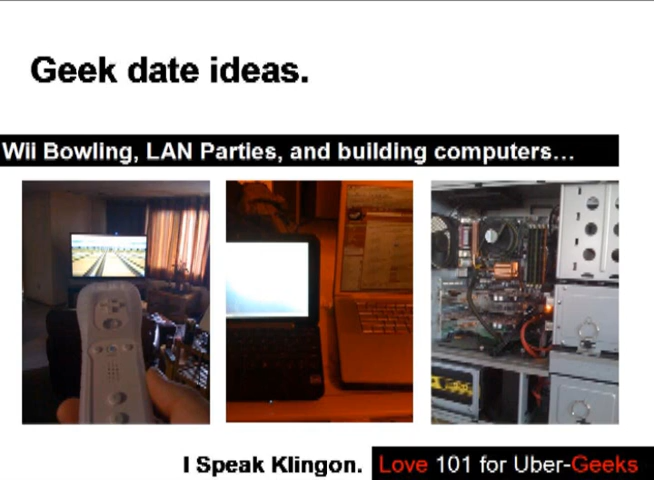 Geek date ideas.
Wii Bowling, LAN Parties, and building computers...
I Speak Klingon. Love 101 for Uber-Geeks